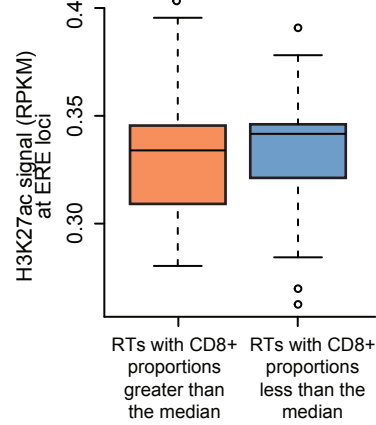 H3K27ac signal (RPKM)
at ERE loci
0.4
0.35
0.30
RTs with CD8+
proportions
greater than
the median
RTs with CD8+
proportions
less than the
median